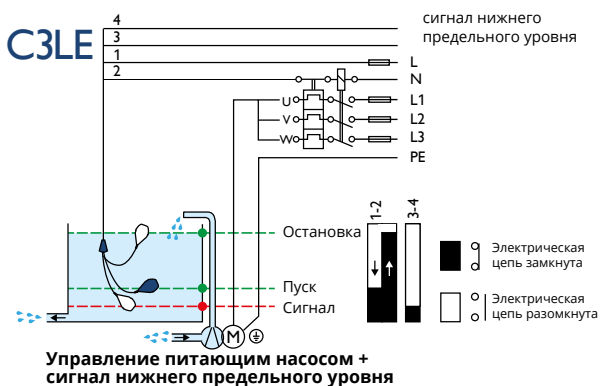 C3LE
4
3
1
2
сигнал нижнего
предельного уровня
L
N
U
L1
V
L2
W
L3
PE
1-2
3-4
Остановка
Пуск
Сигнал
Электрическая
цепь замкнута
Электрическая
цепь разомкнута
M
Управление питающим насосом +
сигнал нижнего предельного уровня